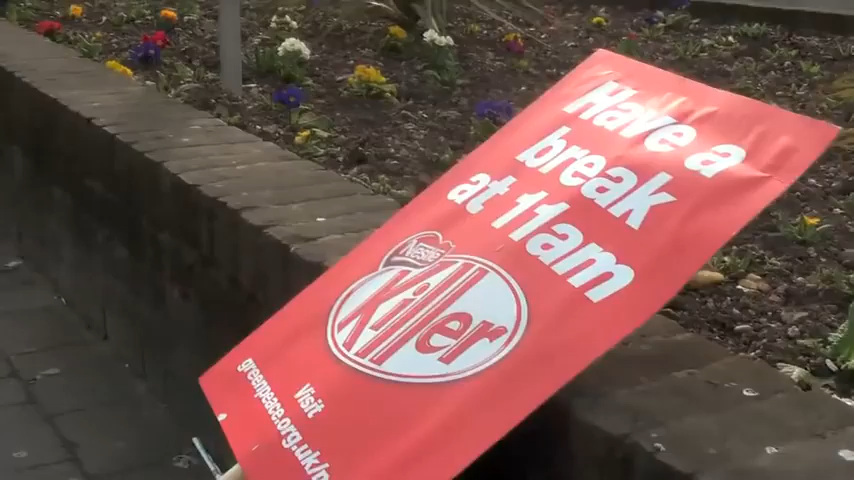 Have a
break
at 11am
Nestlé
Killer
Visit
greenpeace.org.uk/n